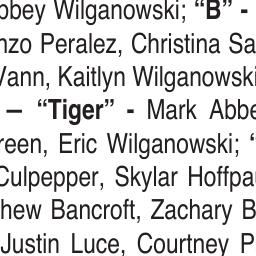 bbey Wilganowski; “B” -
nzo Peralez, Christina Sa
Vann, Kaitlyn Wilganowski
– “Tiger” - Mark Abbe
reen, Eric Wilganowski; “
Culpepper, Skylar Hoffpa
hew Bancroft, Zachary B
Justin Luce, Courtney P